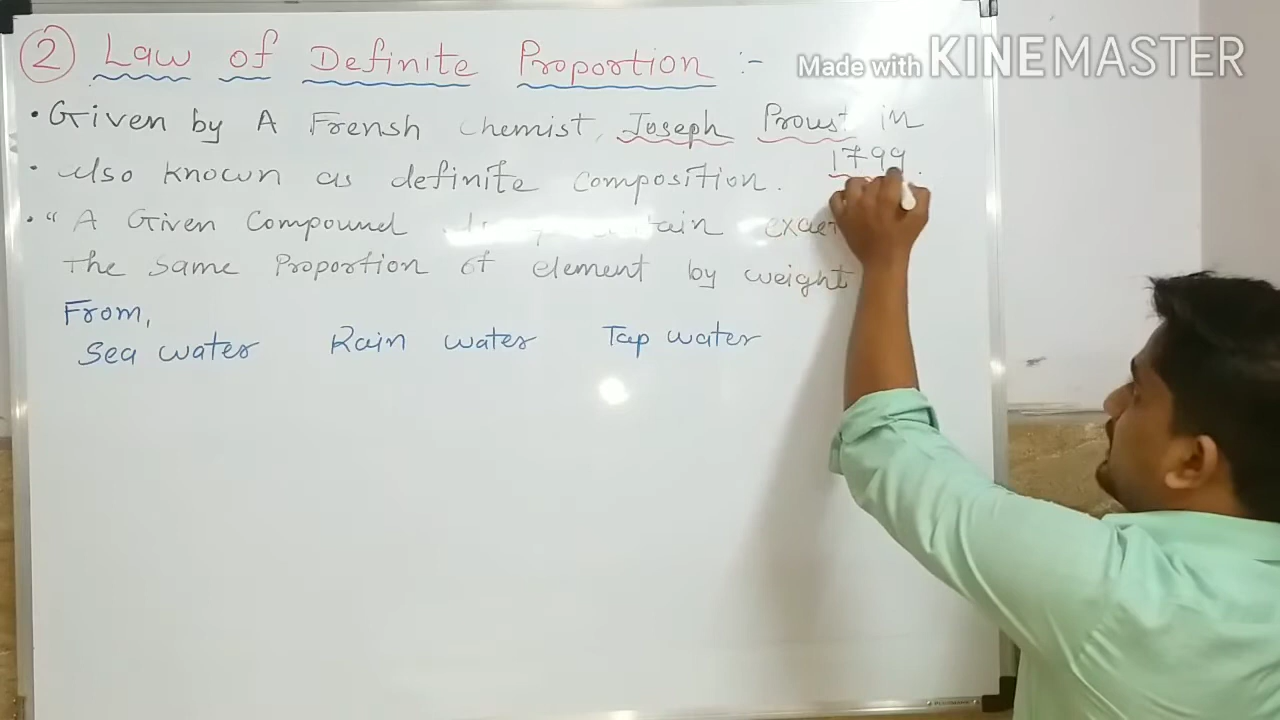 ② Law of Definite Proportion :-
Made with KINEMASTER
• Given by A Frensh Chemist, Joseph Proust in
1799.
• Also known as definite composition.
• " A Given Compound
The same Proportion of element by weight
From,
Sea water Rain water Tap water